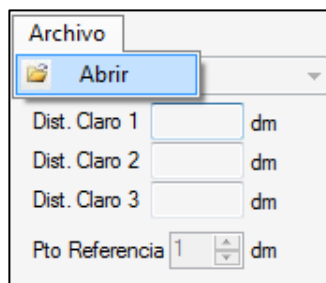 Archivo
Abrir
Dist. Claro 1 dm
Dist. Claro 2 dm
Dist. Claro 3 dm
Pto Referencia 1 dm